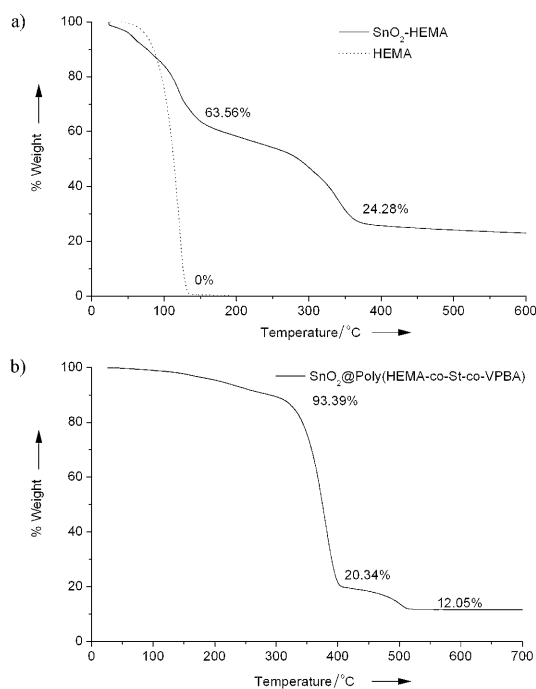 a)
SnO₂-HEMA
HEMA
100
80
60
40
20
0
% Weight
63.56%
24.28%
0%
0 100 200 300 400 500 600
Temperature/°C
b)
SnO₂@Poly(HEMA-co-St-co-VPBA)
100
80
60
40
20
0
% Weight
93.39%
20.34%
12.05%
0 100 200 300 400 500 600 700
Temperature/°C